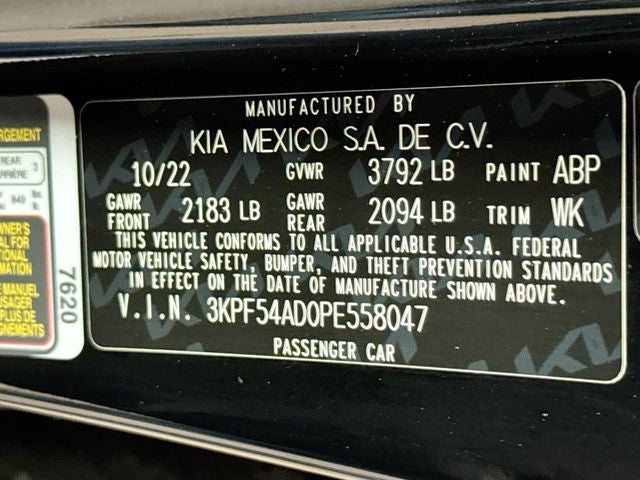 MANUFACTURED BY
KIA MEXICO S.A. DE C.V.
10/22 GVWR 3792 LB PAINT ABP
GAWR FRONT 2183 LB GAWR REAR 2094 LB TRIM WK
THIS VEHICLE CONFORMS TO ALL APPLICABLE U.S.A. FEDERAL
MOTOR VEHICLE SAFETY, BUMPER, AND THEFT PREVENTION STANDARDS
IN EFFECT ON THE DATE OF MANUFACTURE SHOWN ABOVE.
V.I.N. 3KPF54AD0PE558047
PASSENGER CAR
REAR 3
7620